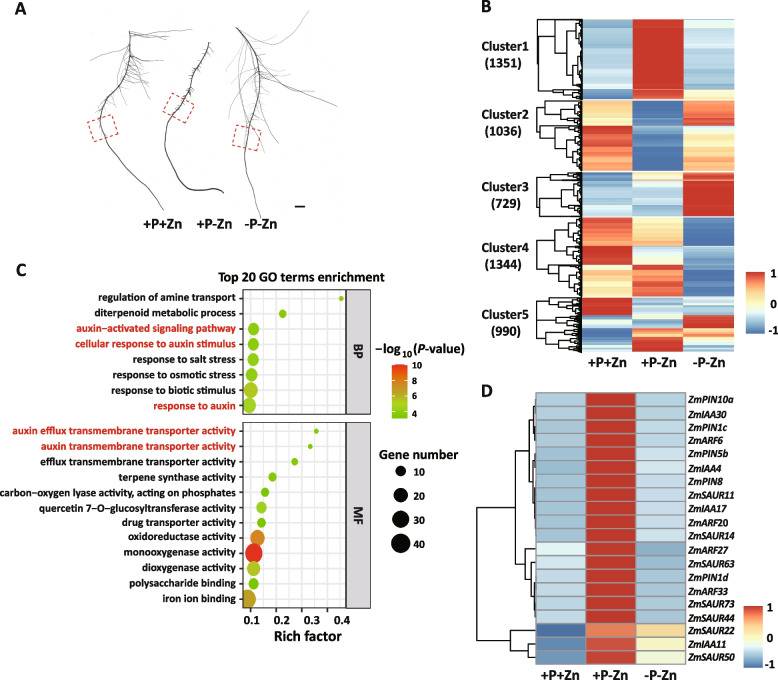 A
+P+Zn +P-Zn -P-Zn
B
Cluster1
(1351)
Cluster2
(1036)
Cluster3
(729)
Cluster4
(1344)
Cluster5
(990)
1
0
-1
+P+Zn +P-Zn -P-Zn
C
Top 20 GO terms enrichment
regulation of amine transport
diterpenoid metabolic process
auxin−activated signaling pathway
cellular response to auxin stimulus
response to salt stress
response to osmotic stress
response to biotic stimulus
response to auxin
BP
auxin efflux transmembrane transporter activity
auxin transmembrane transporter activity
efflux transmembrane transporter activity
terpene synthase activity
carbon−oxygen lyase activity, acting on phosphates
quercetin 7−O−glucosyltransferase activity
drug transporter activity
oxidoreductase activity
monooxygenase activity
dioxygenase activity
polysaccharide binding
iron ion binding
MF
0.1 0.2 0.3 0.4
Rich factor
−log10(P-value)
10
8
6
4
Gene number
10
20
30
40
D
ZmPIN10a
ZmIAA30
ZmPIN1c
ZmARF6
ZmPIN5b
ZmIAA4
ZmPIN8
ZmSAUR11
ZmIAA17
ZmARF20
ZmSAUR14
ZmARF27
ZmSAUR63
ZmPIN1d
ZmARF33
ZmSAUR73
ZmSAUR44
ZmSAUR22
ZmIAA11
ZmSAUR50
1
0
-1
+P+Zn +P-Zn -P-Zn